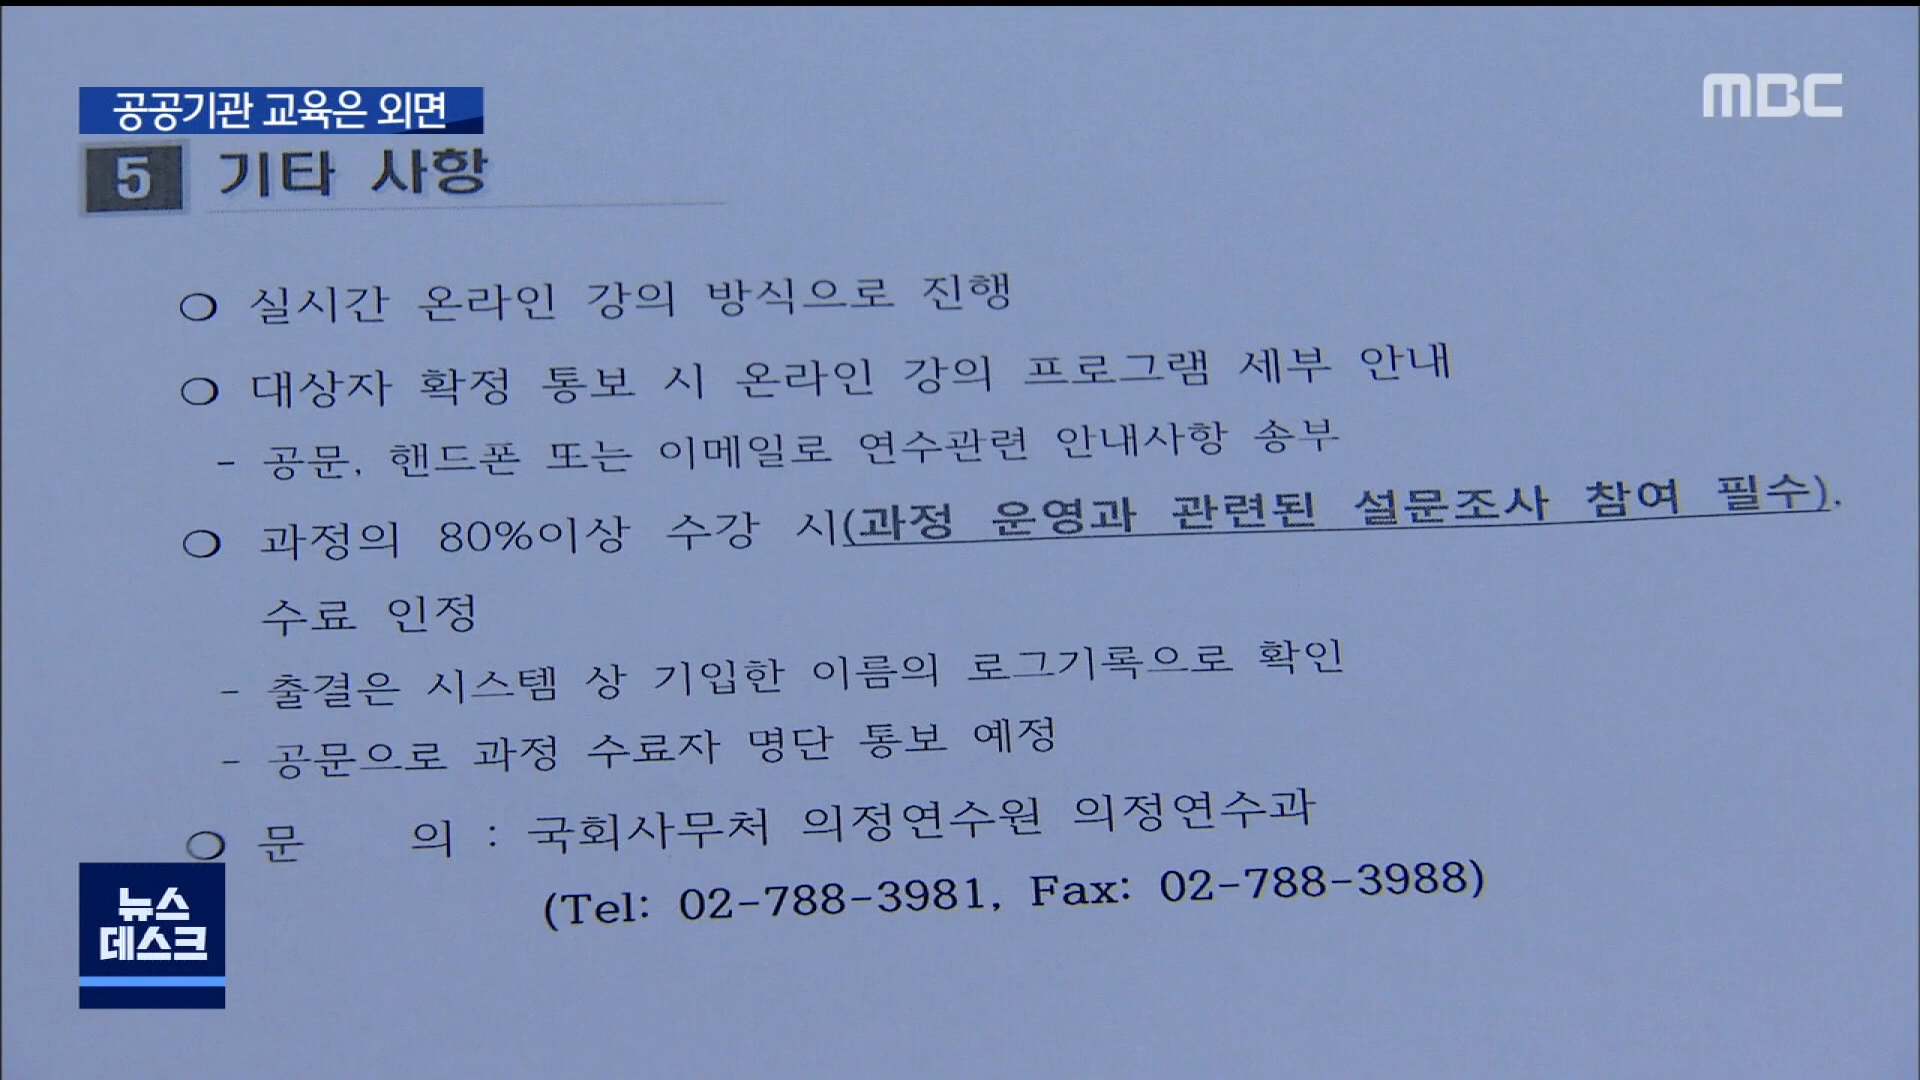 공공기관 교육은 외면
MBC
5 기타 사항
○ 실시간 온라인 강의 방식으로 진행
○ 대상자 확정 통보 시 온라인 강의 프로그램 세부 안내
- 공문, 핸드폰 또는 이메일로 연수관련 안내사항 송부
○ 과정의 80%이상 수강 시(과정 운영과 관련된 설문조사 참여 필수),
수료 인정
- 출결은 시스템 상 기입한 이름의 로그기록으로 확인
- 공문으로 과정 수료자 명단 통보 예정
○ 문 의 : 국회사무처 의정연수원 의정연수과
(Tel: 02-788-3981, Fax: 02-788-3988)
뉴스
데스크